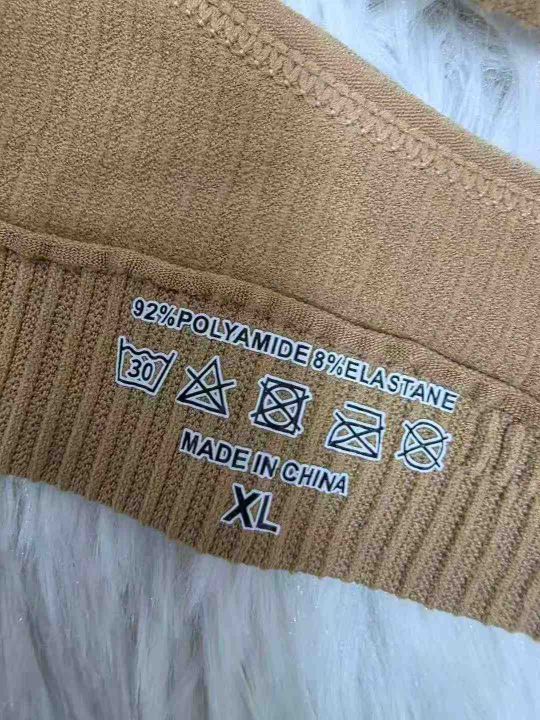 92%POLYAMIDE 8%ELASTANE
30
MADE IN CHINA
XL